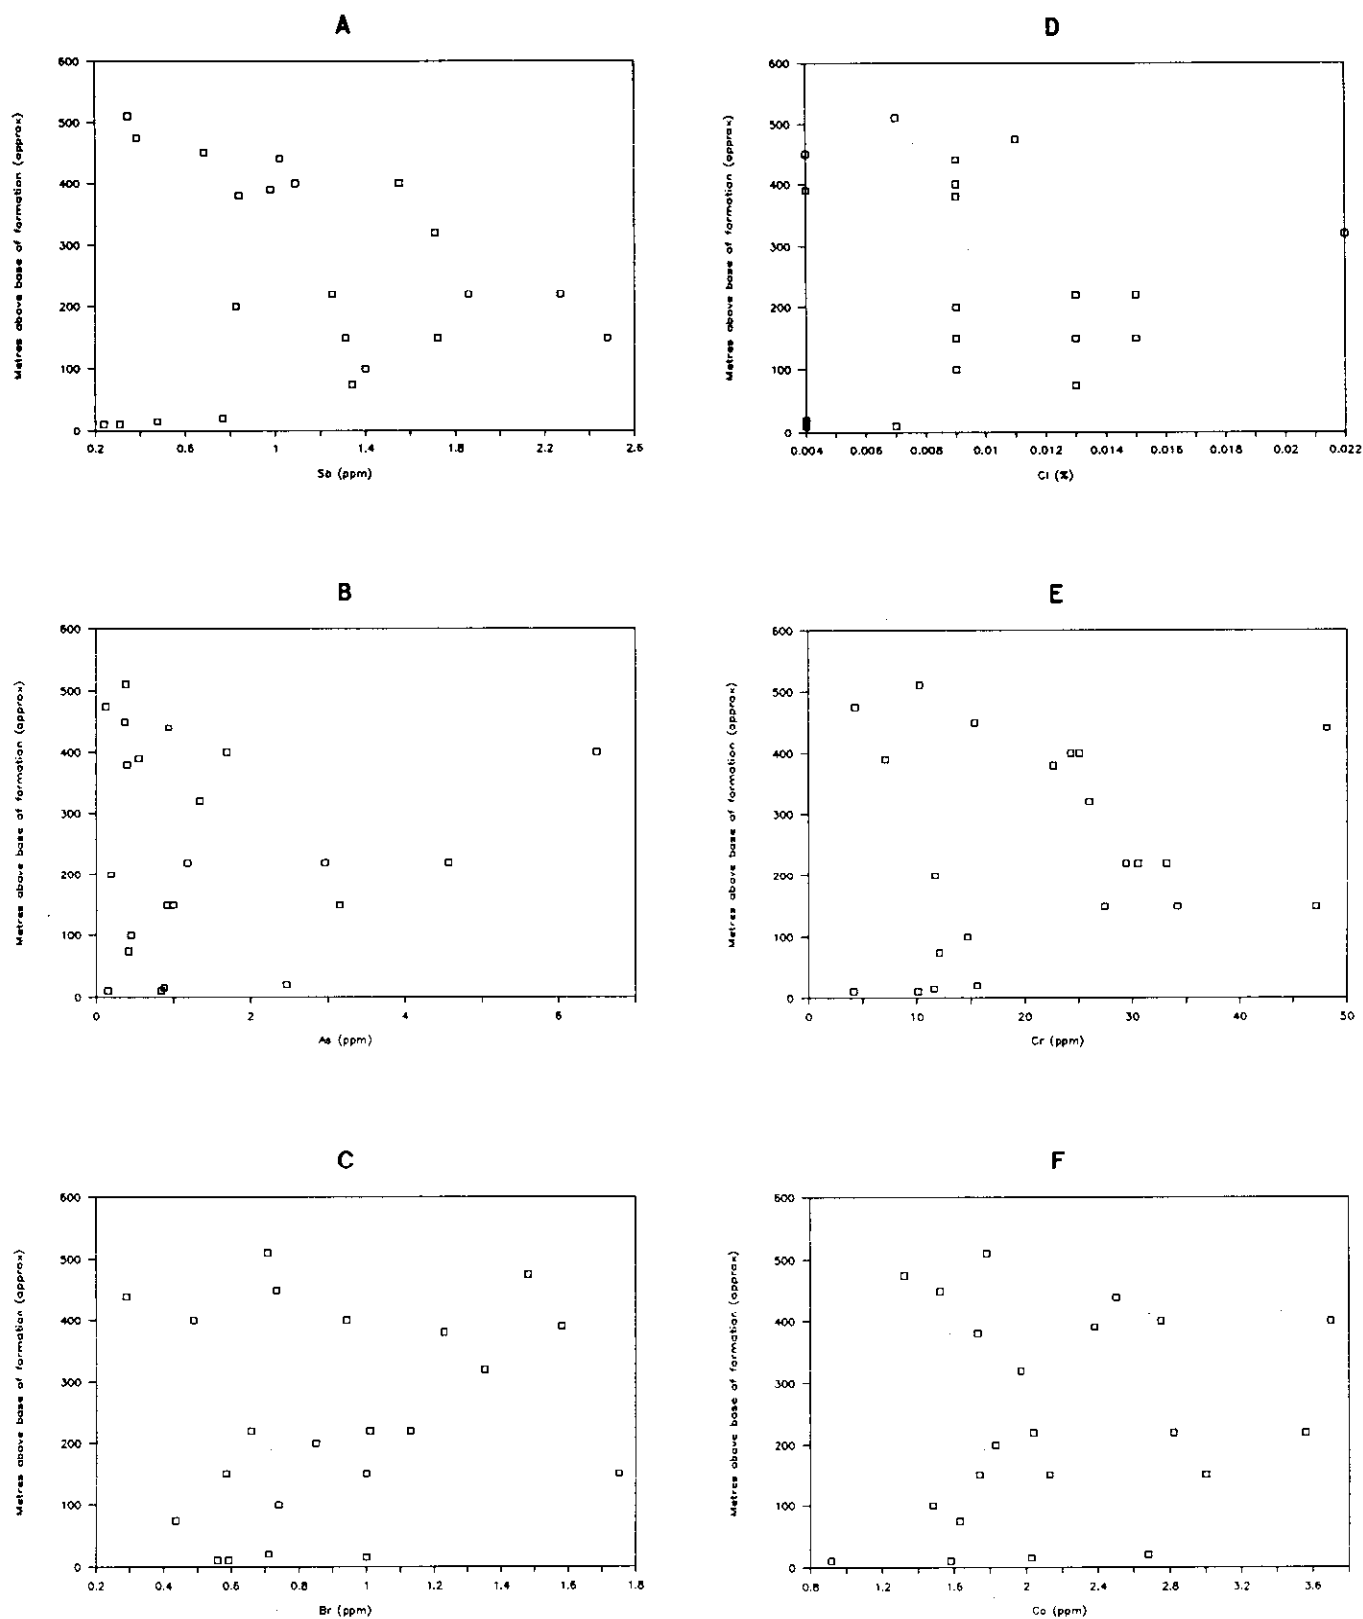 A
600
500
400
300
200
100
0
Metres above base of formation (approx)
0.2 0.6 1 1.4 1.8 2.2 2.6
Sb (ppm)
D
600
500
400
300
200
100
0
Metres above base of formation (approx)
0.004 0.006 0.008 0.01 0.012 0.014 0.016 0.018 0.02 0.022
Cl (%)
B
600
500
400
300
200
100
0
Metres above base of formation (approx)
0 2 4 6
As (ppm)
E
600
500
400
300
200
100
0
Metres above base of formation (approx)
0 10 20 30 40 50
Cr (ppm)
C
600
500
400
300
200
100
0
Metres above base of formation (approx)
0.2 0.4 0.6 0.8 1 1.2 1.4 1.6 1.8
Br (ppm)
F
600
500
400
300
200
100
0
Metres above base of formation (approx)
0.8 1.2 1.6 2 2.4 2.8 3.2 3.6
Co (ppm)